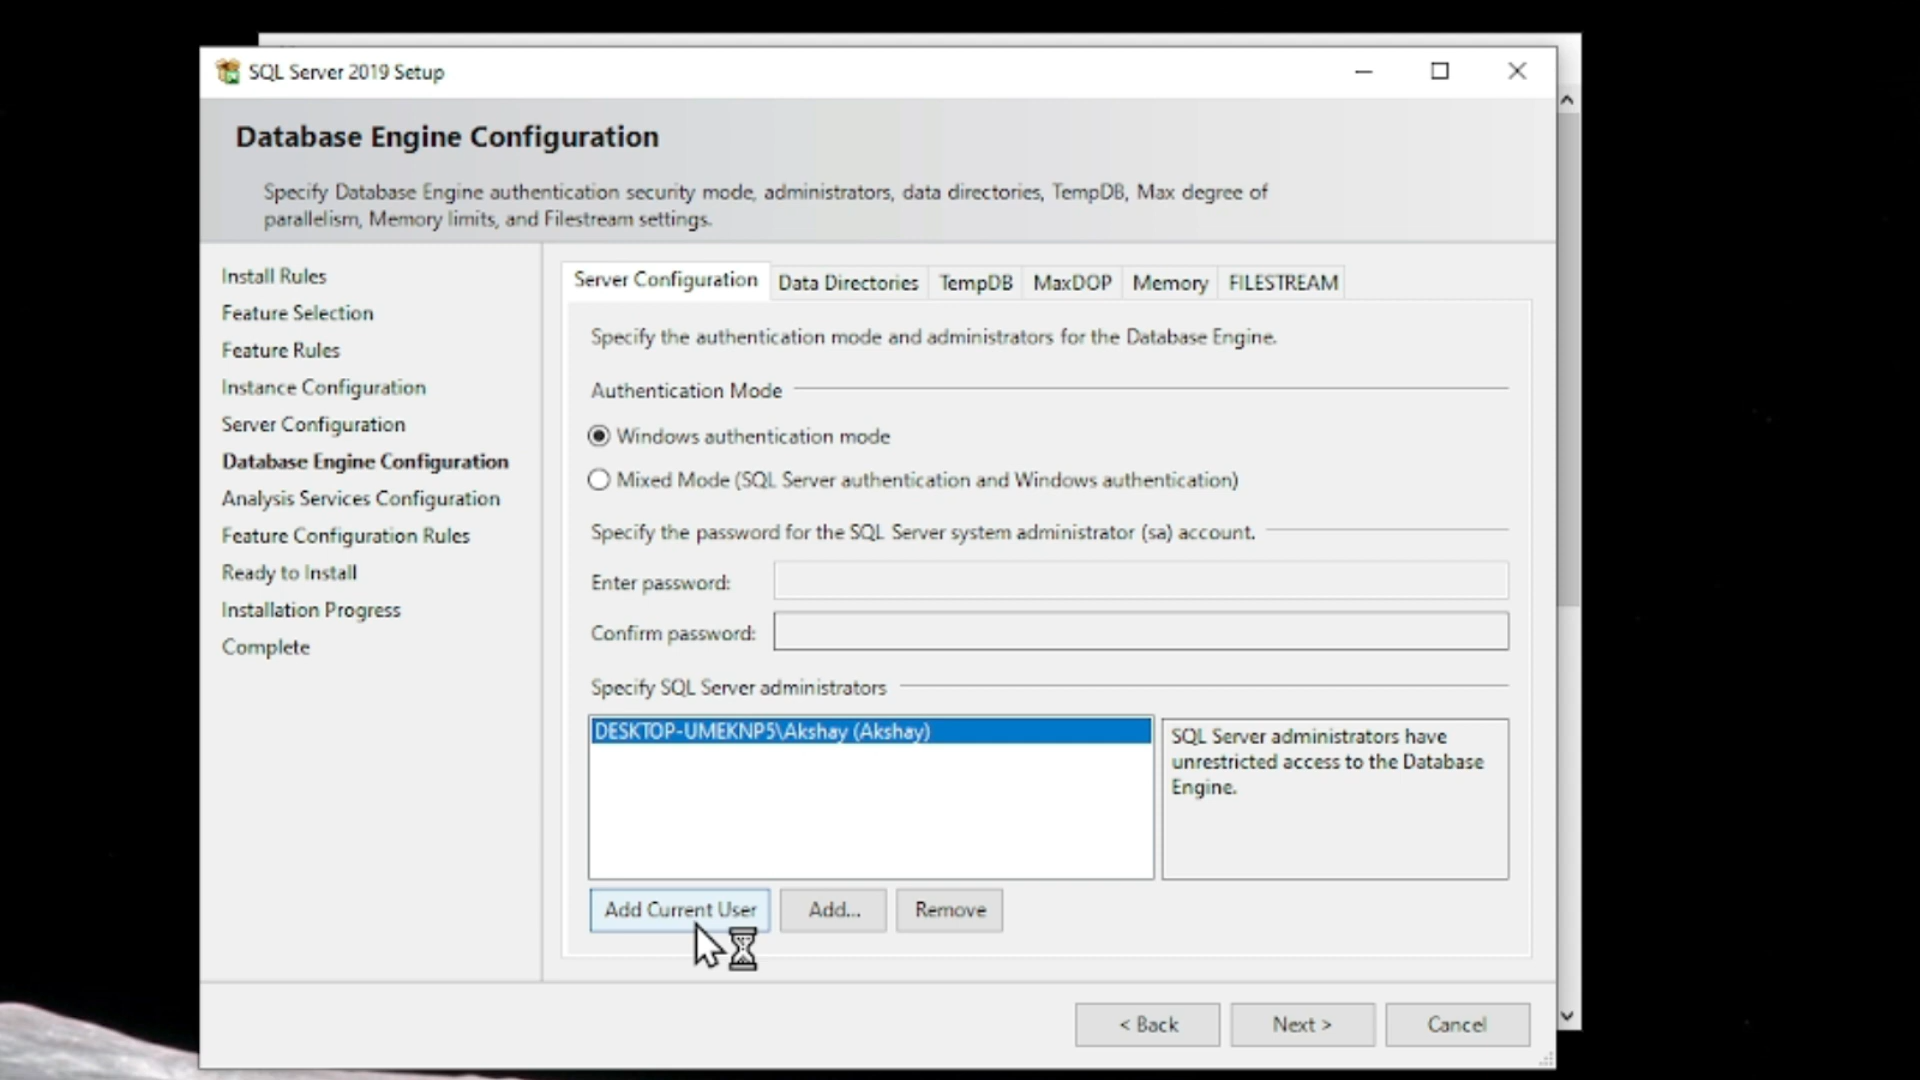 SQL Server 2019 Setup
Database Engine Configuration
Specify Database Engine authentication security mode, administrators, data directories, TempDB, Max degree of
parallelism, Memory limits, and Filestream settings.
Install Rules
Feature Selection
Feature Rules
Instance Configuration
Server Configuration
Database Engine Configuration
Analysis Services Configuration
Feature Configuration Rules
Ready to Install
Installation Progress
Complete
Server Configuration Data Directories TempDB MaxDOP Memory FILESTREAM
Specify the authentication mode and administrators for the Database Engine.
Authentication Mode
Windows authentication mode
Mixed Mode (SQL Server authentication and Windows authentication)
Specify the password for the SQL Server system administrator (sa) account.
Enter password:
Confirm password:
Specify SQL Server administrators
DESKTOP-UMEKNP5\Akshay (Akshay)
SQL Server administrators have
unrestricted access to the Database
Engine.
Add Current User Add... Remove
< Back Next > Cancel